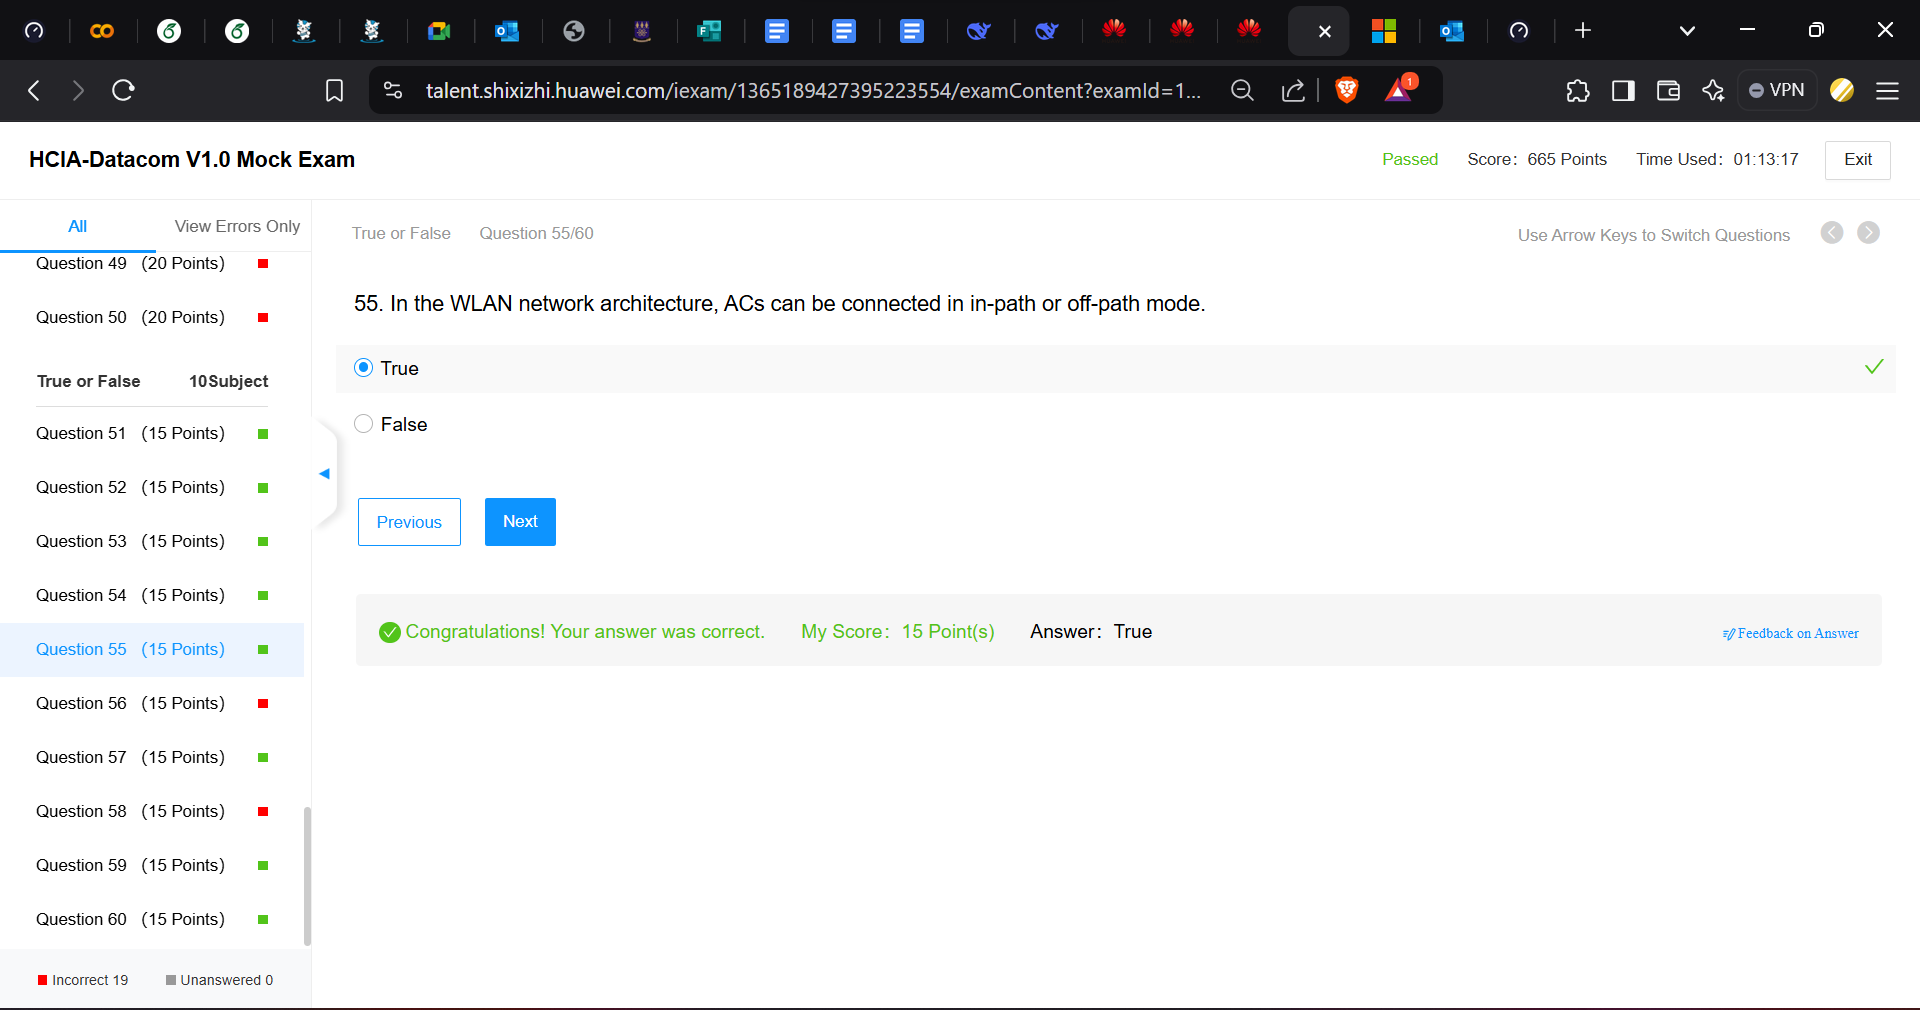 talent.shixizhi.huawei.com/iexam/1365189427395223554/examContent?examId=1...
1
VPN
HCIA-Datacom V1.0 Mock Exam
Passed
Score: 665 Points
Time Used: 01:13:17
Exit
All
View Errors Only
True or False
Question 55/60
Use Arrow Keys to Switch Questions
Question 49 (20 Points)
Question 50 (20 Points)
True or False 10Subject
Question 51 (15 Points)
Question 52 (15 Points)
Question 53 (15 Points)
Question 54 (15 Points)
Question 55 (15 Points)
Question 56 (15 Points)
Question 57 (15 Points)
Question 58 (15 Points)
Question 59 (15 Points)
Question 60 (15 Points)
Incorrect 19
Unanswered 0
55. In the WLAN network architecture, ACs can be connected in in-path or off-path mode.
True
False
Previous
Next
Congratulations! Your answer was correct.
My Score: 15 Point(s)
Answer: True
Feedback on Answer